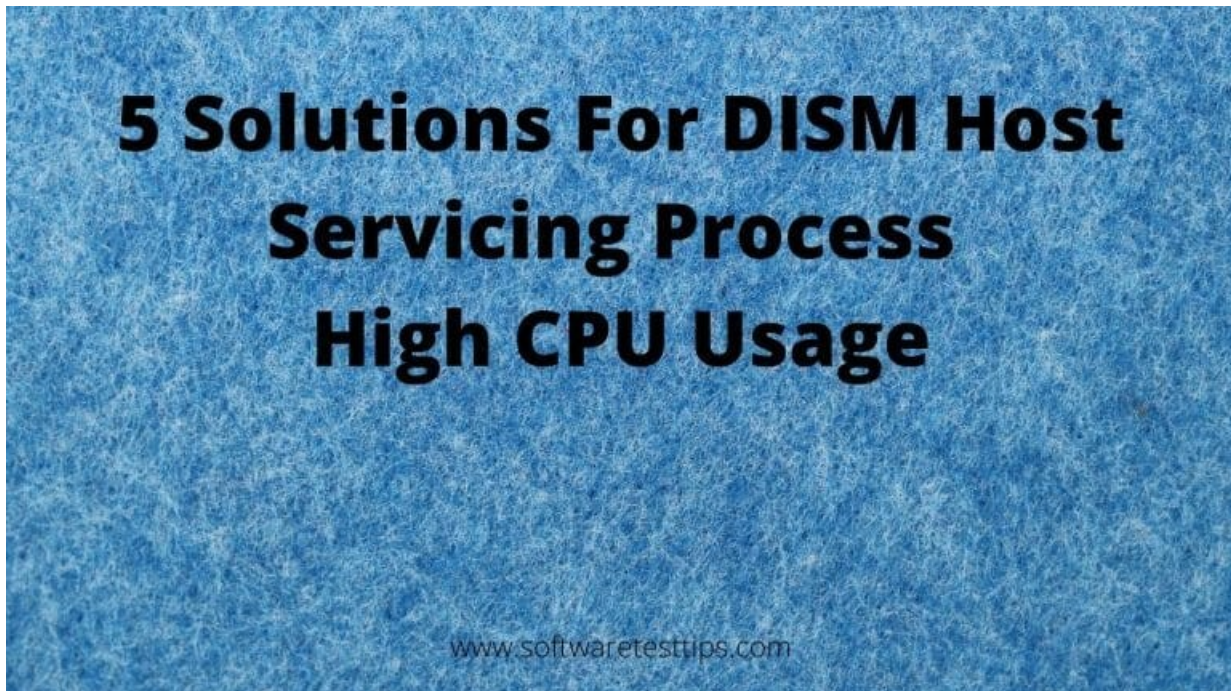 5 Solutions For DISM Host
Servicing Process
High CPU Usage
www.softwaretesttips.com